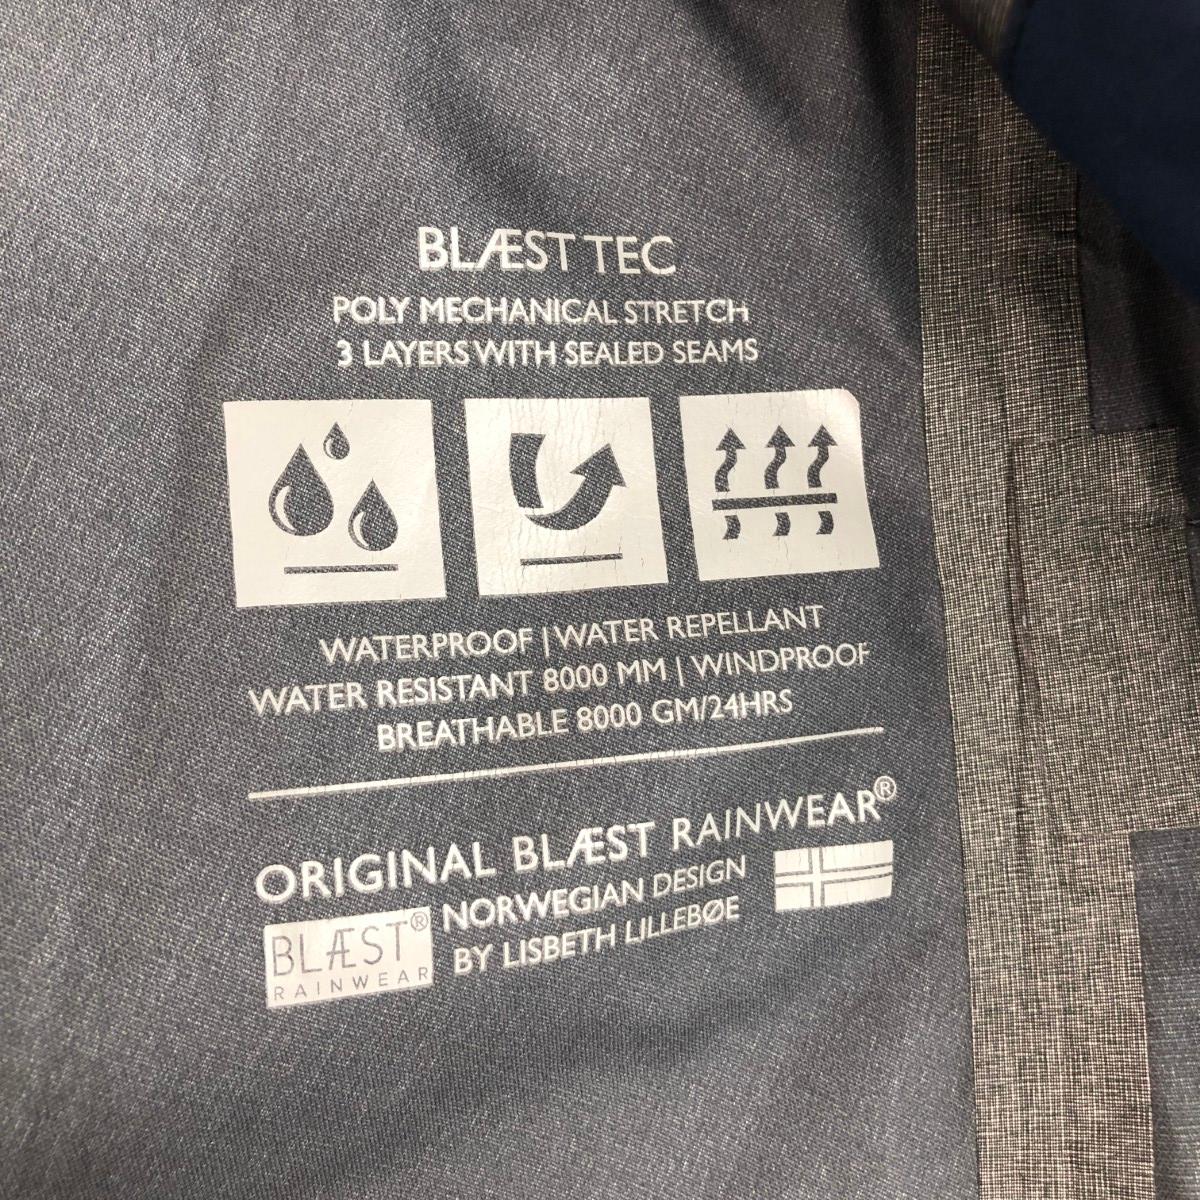 BLÆST TEC
POLY MECHANICAL STRETCH
3 LAYERS WITH SEALED SEAMS
WATERPROOF | WATER REPELLANT
WATER RESISTANT 8000 MM | WINDPROOF
BREATHABLE 8000 GM/24HRS
ORIGINAL BLÆST RAINWEAR®
NORWEGIAN DESIGN
BY LISBETH LILLEBØE
BLÆST®
RAINWEAR